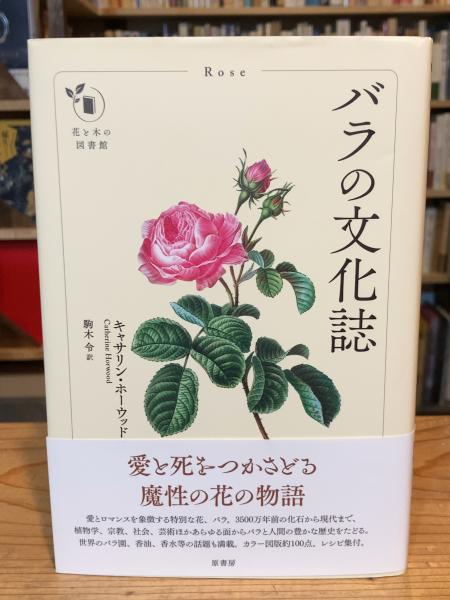 Rose
花と木の
図書館
バラの文化誌
キャサリン・ホーウッド
Catherine Horwood
駒木 令 訳
愛と死をつかさどる
魔性の花の物語
愛とロマンスを象徴する特別な花、バラ。3500万年前の化石から現代まで、
植物学、宗教、社会、芸術ほかあらゆる面からバラと人間の豊かな歴史をたどる。
世界のバラ園、香油、香水等の話題も満載。カラー図版約100点。レシピ集付。
原書房